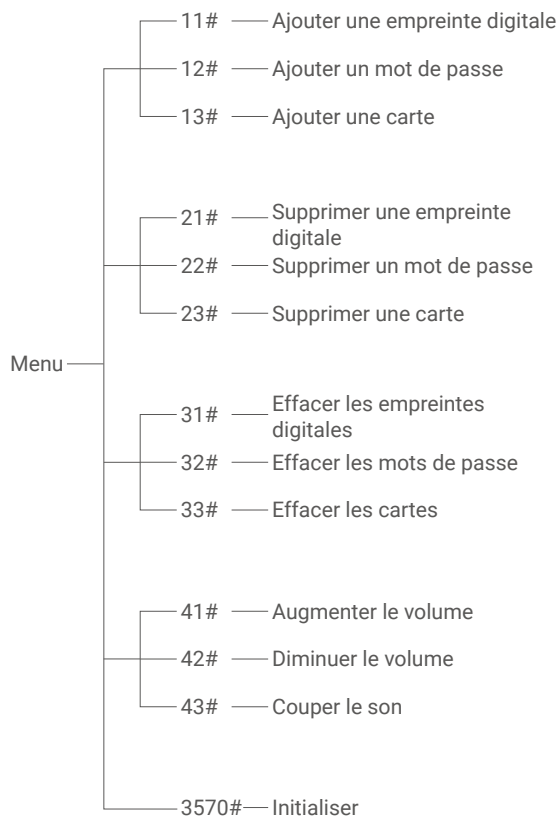 11# Ajouter une empreinte digitale
12# Ajouter un mot de passe
13# Ajouter une carte
21# Supprimer une empreinte
digitale
22# Supprimer un mot de passe
23# Supprimer une carte
Menu
31# Effacer les empreintes
digitales
32# Effacer les mots de passe
33# Effacer les cartes
41# Augmenter le volume
42# Diminuer le volume
43# Couper le son
3570# Initialiser